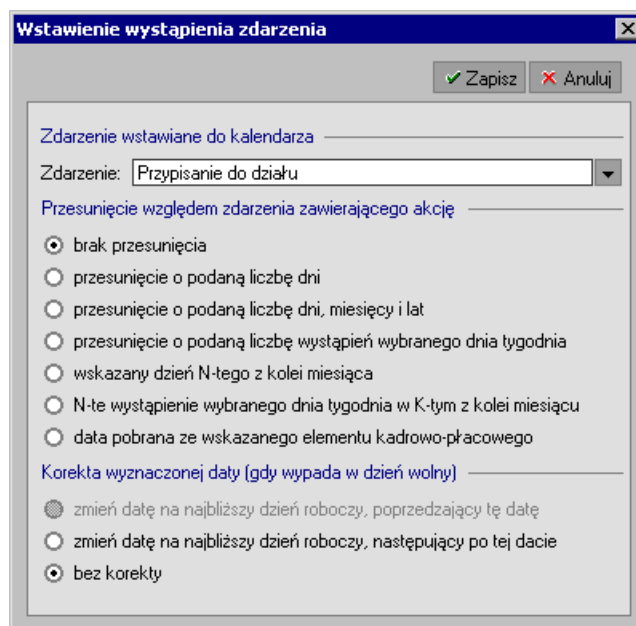 Wstawienie wystąpienia zdarzenia
Zapisz Anuluj
Zdarzenie wstawiane do kalendarza
Zdarzenie: Przypisanie do działu
Przesunięcie względem zdarzenia zawierającego akcję
brak przesunięcia
przesunięcie o podaną liczbę dni
przesunięcie o podaną liczbę dni, miesięcy i lat
przesunięcie o podaną liczbę wystąpień wybranego dnia tygodnia
wskazany dzień N-tego z kolei miesiąca
N-te wystąpienie wybranego dnia tygodnia w K-tym z kolei miesiącu
data pobrana ze wskazanego elementu kadrowo-płacowego
Korekta wyznaczonej daty (gdy wypada w dzień wolny)
zmień datę na najbliższy dzień roboczy, poprzedzający tę datę
zmień datę na najbliższy dzień roboczy, następujący po tej dacie
bez korekty